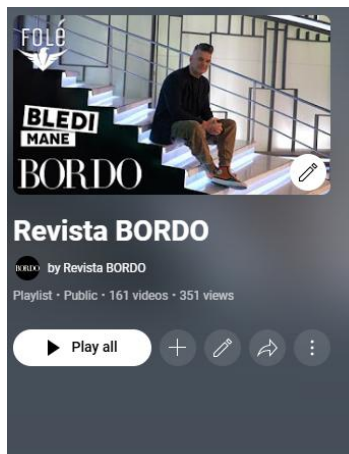 FOLÉ
BLEDI
MANE
BORDO
Revista BORDO
BORDO
by Revista BORDO
Playlist • Public • 161 videos • 351 views
Play all